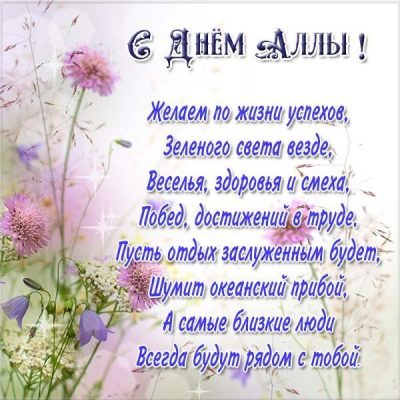 С Днём Аллы !
Желаем по жизни успехов,
Зеленого света везде,
Веселья, здоровья и смеха,
Побед, достижений в труде.
Пусть отдых заслуженным будет,
Шумит океанский прибой,
А самые близкие люди
Всегда будут рядом с тобой.